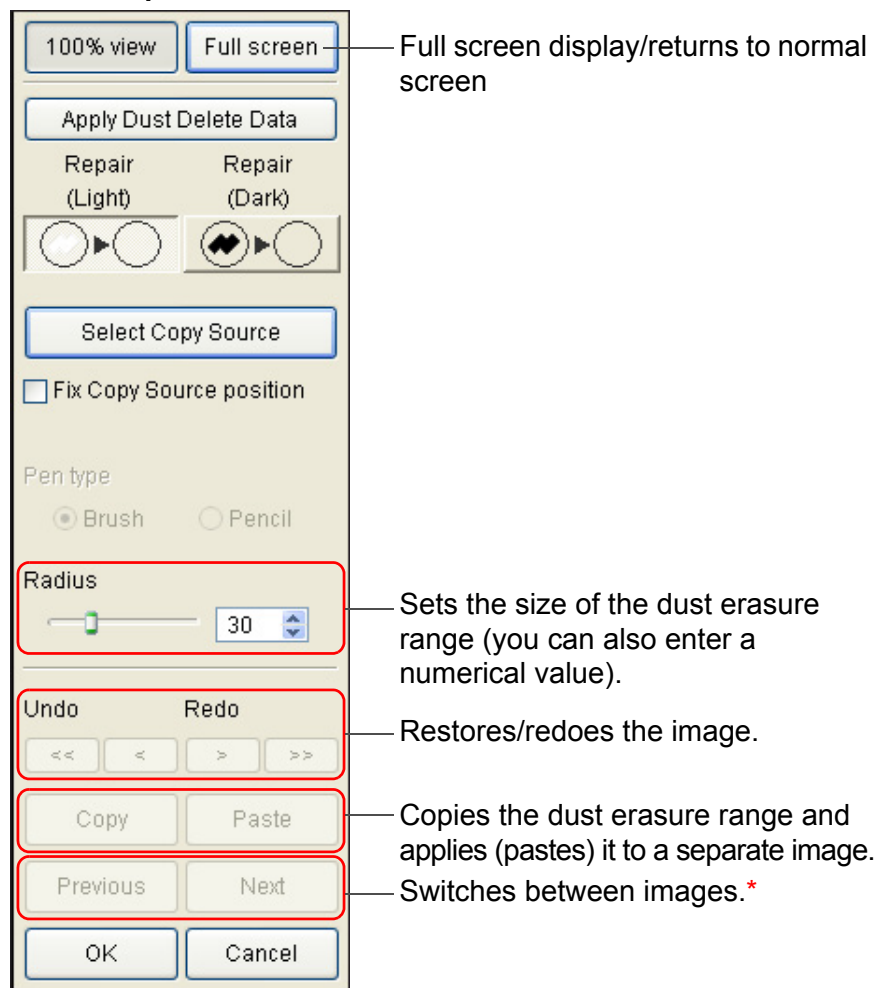 100% view
Full screen
Full screen display/returns to normal
screen
Apply Dust Delete Data
Repair
(Light)
Repair
(Dark)
Select Copy Source
Fix Copy Source position
Pen type
Brush
Pencil
Radius
30
Sets the size of the dust erasure
range (you can also enter a
numerical value).
Undo
Redo
<<
<
>
>>
Restores/redoes the image.
Copy
Paste
Copies the dust erasure range and
applies (pastes) it to a separate image.
Previous
Next
Switches between images.*
OK
Cancel